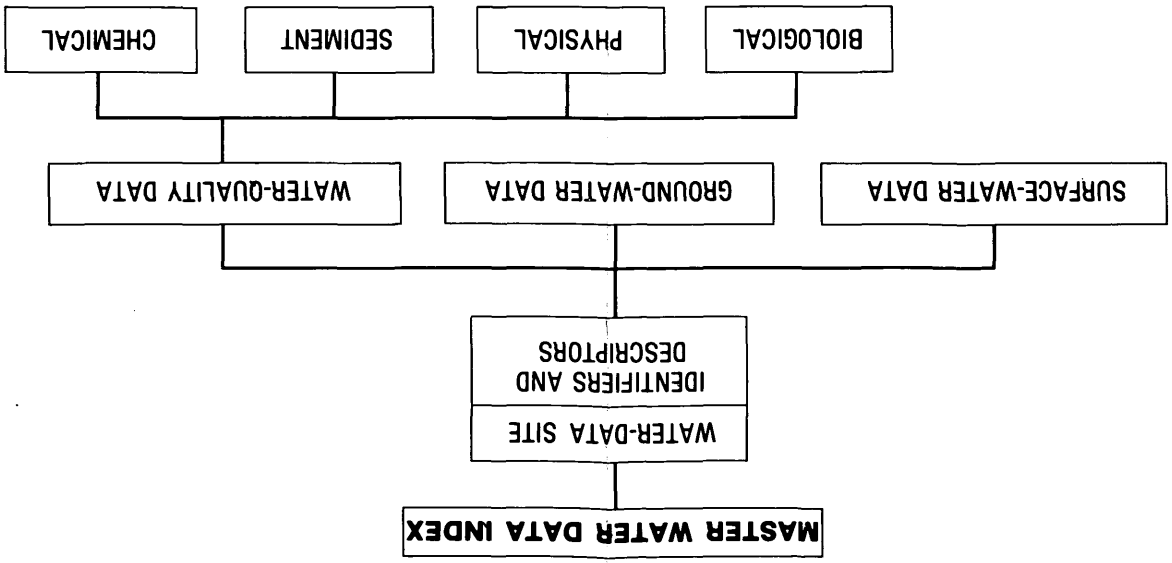 MASTER WATER DATA INDEX
WATER-DATA SITE
IDENTIFIERS AND
DESCRIPTORS
SURFACE-WATER DATA
GROUND-WATER DATA
WATER-QUALITY DATA
BIOLOGICAL
PHYSICAL
SEDIMENT
CHEMICAL